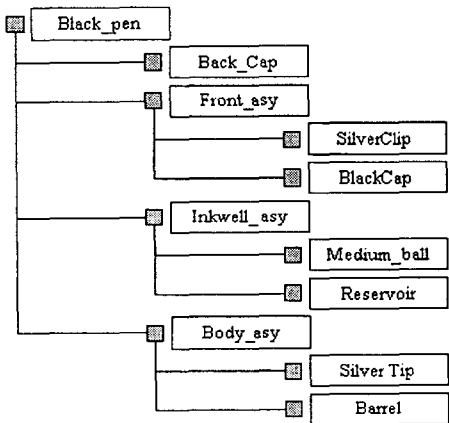 Black_pen
Back_Cap
Front_asy
SilverClip
BlackCap
Inkwell_asy
Medium_ball
Reservoir
Body_asy
Silver Tip
Barrel